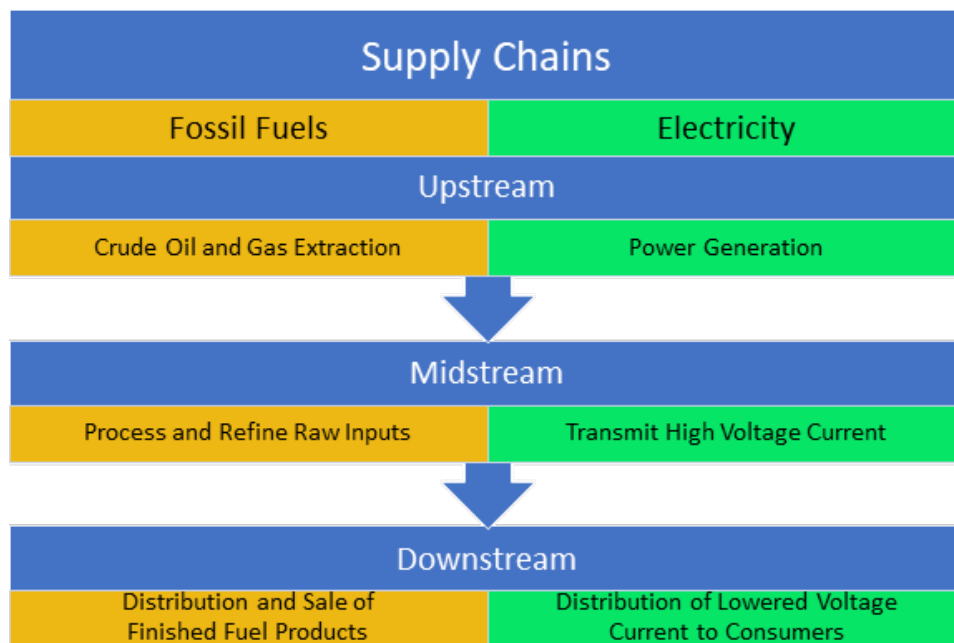 Supply Chains
Fossil Fuels
Electricity
Upstream
Crude Oil and Gas Extraction
Power Generation
Midstream
Process and Refine Raw Inputs
Transmit High Voltage Current
Downstream
Distribution and Sale of
Finished Fuel Products
Distribution of Lowered Voltage
Current to Consumers